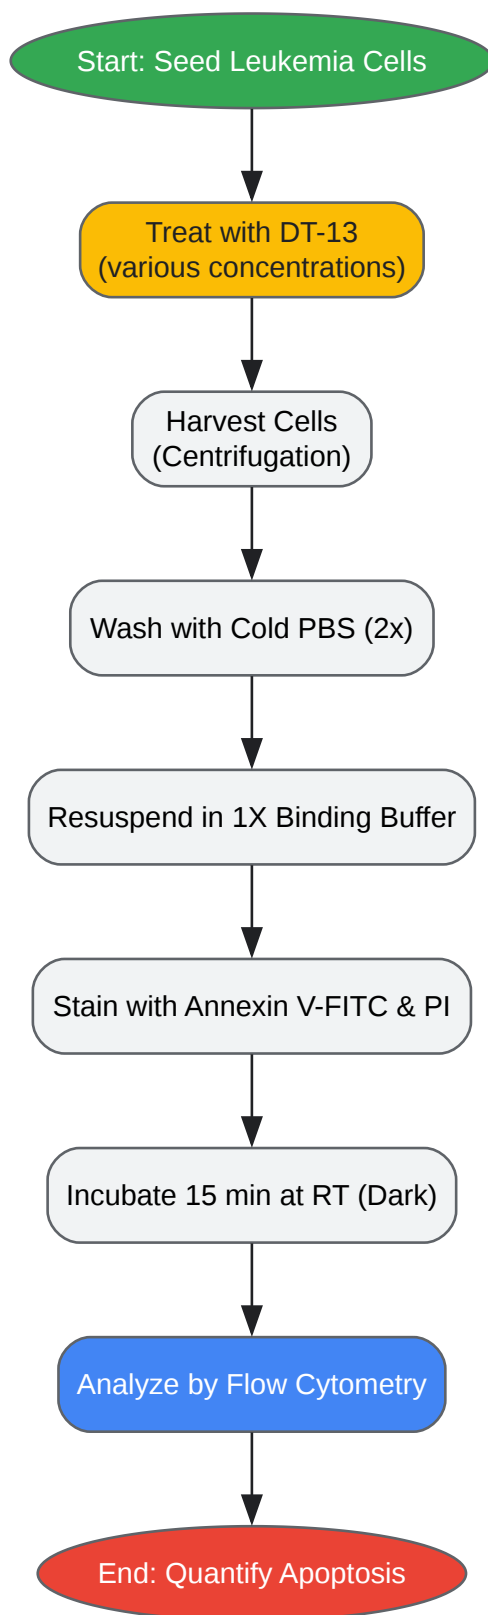 Start: Seed Leukemia Cells
Treat with DT-13
(various concentrations)
Harvest Cells
(Centrifugation)
Wash with Cold PBS (2x)
Resuspend in 1X Binding Buffer
Stain with Annexin V-FITC & PI
Incubate 15 min at RT (Dark)
Analyze by Flow Cytometry
End: Quantify Apoptosis